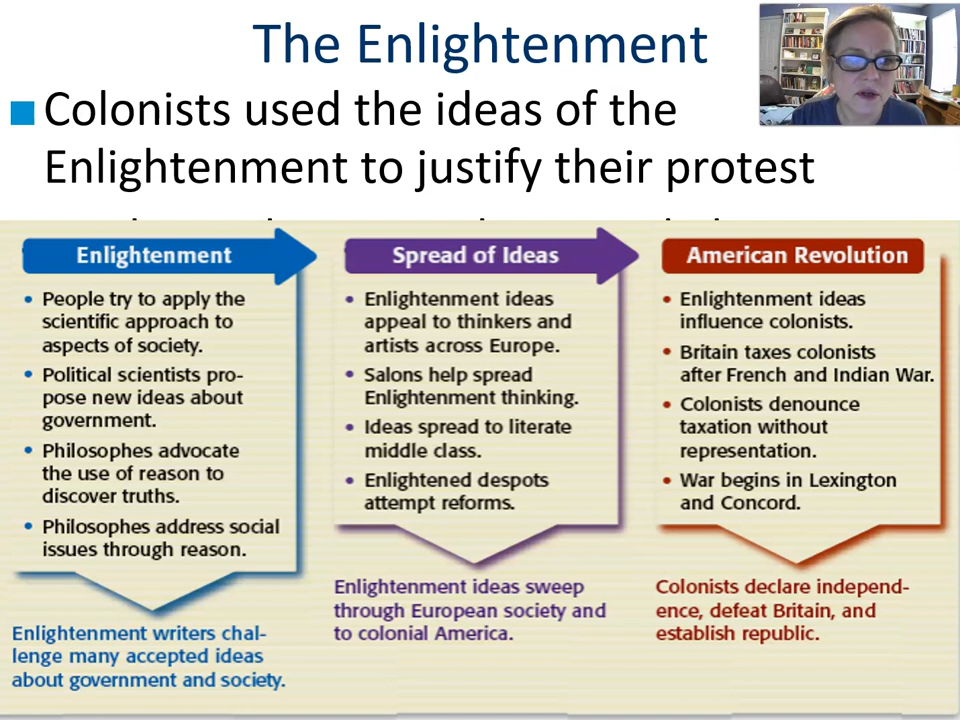 The Enlightenment
Colonists used the ideas of the
Enlightenment to justify their protest
Enlightenment
People try to apply the
scientific approach to
aspects of society.
Political scientists pro-
pose new ideas about
government.
Philosophes advocate
the use of reason to
discover truths.
Philosophes address social
issues through reason.
Enlightenment writers chal-
lenge many accepted ideas
about government and society.
Spread of Ideas
Enlightenment ideas
appeal to thinkers and
artists across Europe.
Salons help spread
Enlightenment thinking.
Ideas spread to literate
middle class.
Enlightened despots
attempt reforms.
Enlightenment ideas sweep
through European society and
to colonial America.
American Revolution
Enlightenment ideas
influence colonists.
Britain taxes colonists
after French and Indian War.
Colonists denounce
taxation without
representation.
War begins in Lexington
and Concord.
Colonists declare independ-
ence, defeat Britain, and
establish republic.